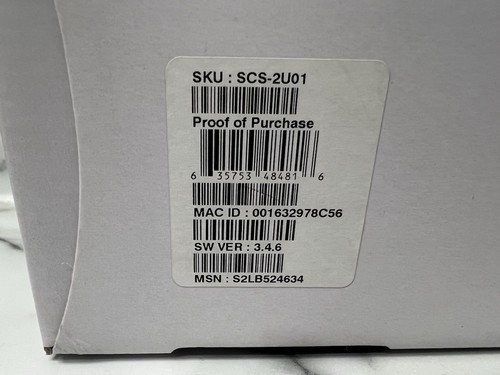 SKU : SCS-2U01
Proof of Purchase
6 35753 48481 6
MAC ID : 001632978C56
SW VER : 3.4.6
MSN : S2LB524634